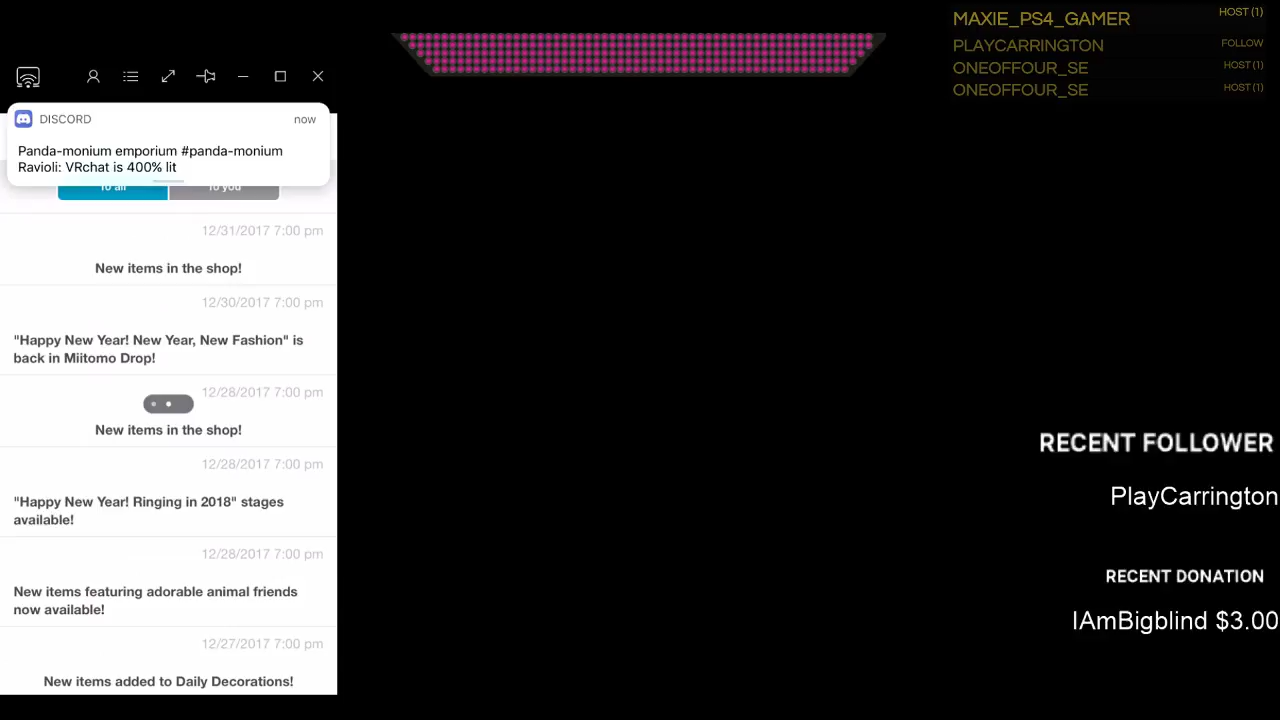 MAXIE_PS4_GAMER HOST (1)
PLAYCARRINGTON FOLLOW
ONEOFFOUR_SE HOST (1)
ONEOFFOUR_SE HOST (1)
DISCORD now
Panda-monium emporium #panda-monium
Ravioli: VRchat is 400% lit
To all To you
12/31/2017 7:00 pm
New items in the shop!
12/30/2017 7:00 pm
"Happy New Year! New Year, New Fashion" is
back in Miitomo Drop!
12/28/2017 7:00 pm
New items in the shop!
12/28/2017 7:00 pm
"Happy New Year! Ringing in 2018" stages
available!
12/28/2017 7:00 pm
New items featuring adorable animal friends
now available!
12/27/2017 7:00 pm
New items added to Daily Decorations!
RECENT FOLLOWER
PlayCarrington
RECENT DONATION
IAmBigblind $3.00